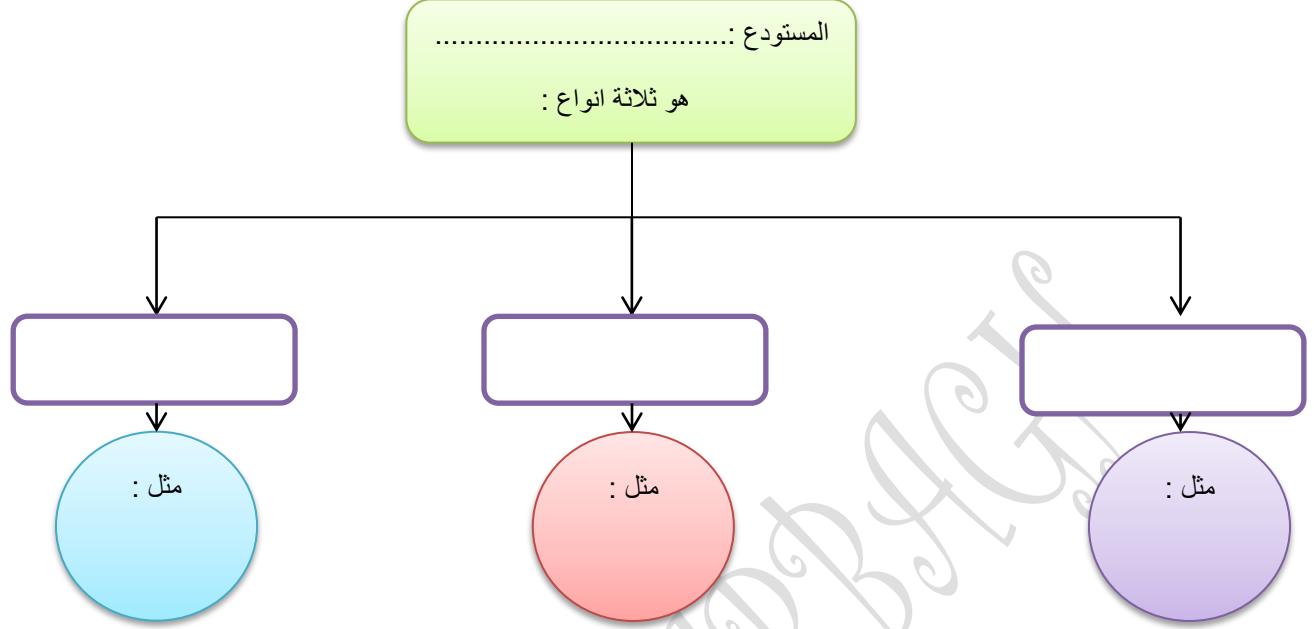 المستودع :....................................
هو ثلاثة انواع :
مثل :
مثل :
مثل :